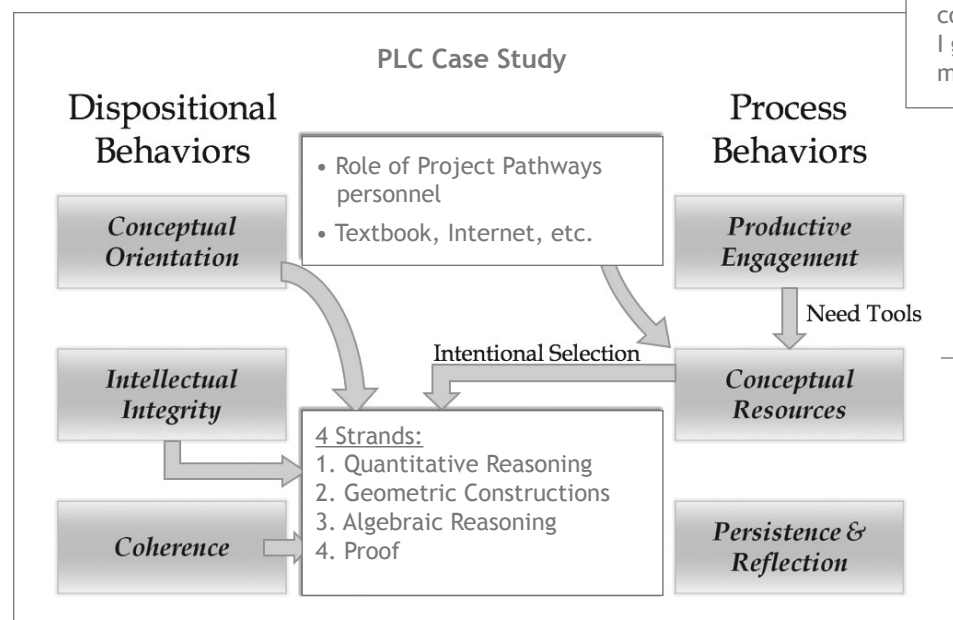 co
I g
m
PLC Case Study
Dispositional
Behaviors
Process
Behaviors
• Role of Project Pathways
personnel
• Textbook, Internet, etc.
Conceptual
Orientation
Productive
Engagement
Need Tools
Intentional Selection
Intellectual
Integrity
Conceptual
Resources
4 Strands:
1. Quantitative Reasoning
2. Geometric Constructions
3. Algebraic Reasoning
4. Proof
Coherence
Persistence &
Reflection